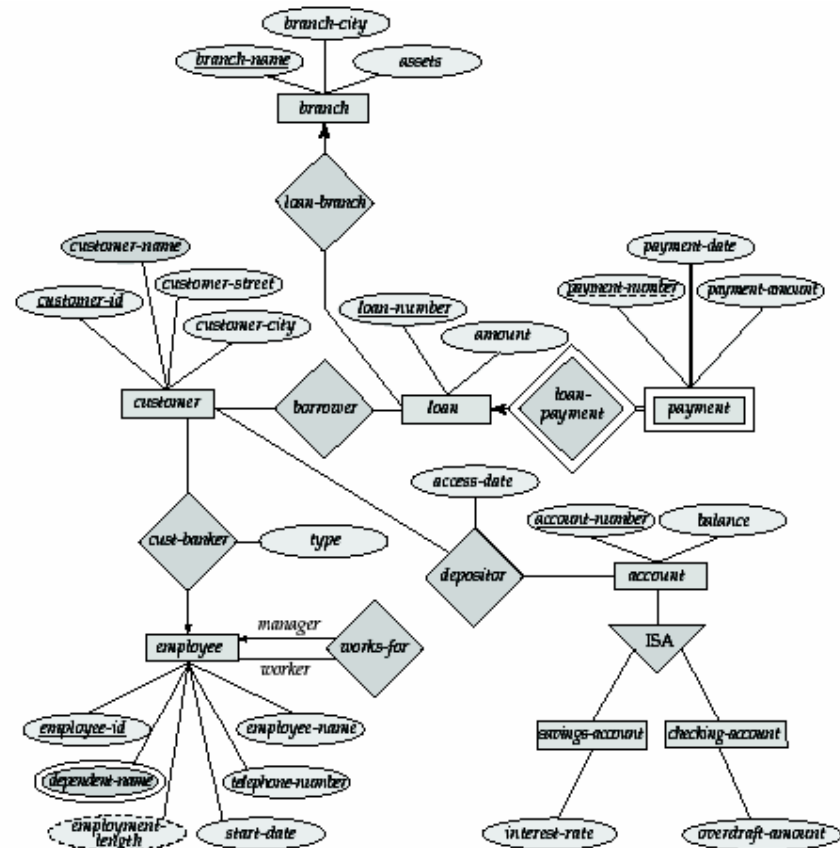 branch-city
branch-name
assets
branch
loan-branch
customer-name
payment-date
customer-street
customer-id
payment-number
payment-amount
loan-number
customer-city
amount
customer
borrower
loan
loan-
payment
payment
access-date
account-number
balance
cust-banker
type
depositor
account
manager
employee
works-for
worker
ISA
employee-id
employee-name
savings-account
checking-account
dependent-name
telephone-number
employment-
length
start-date
interest-rate
overdraft-amount